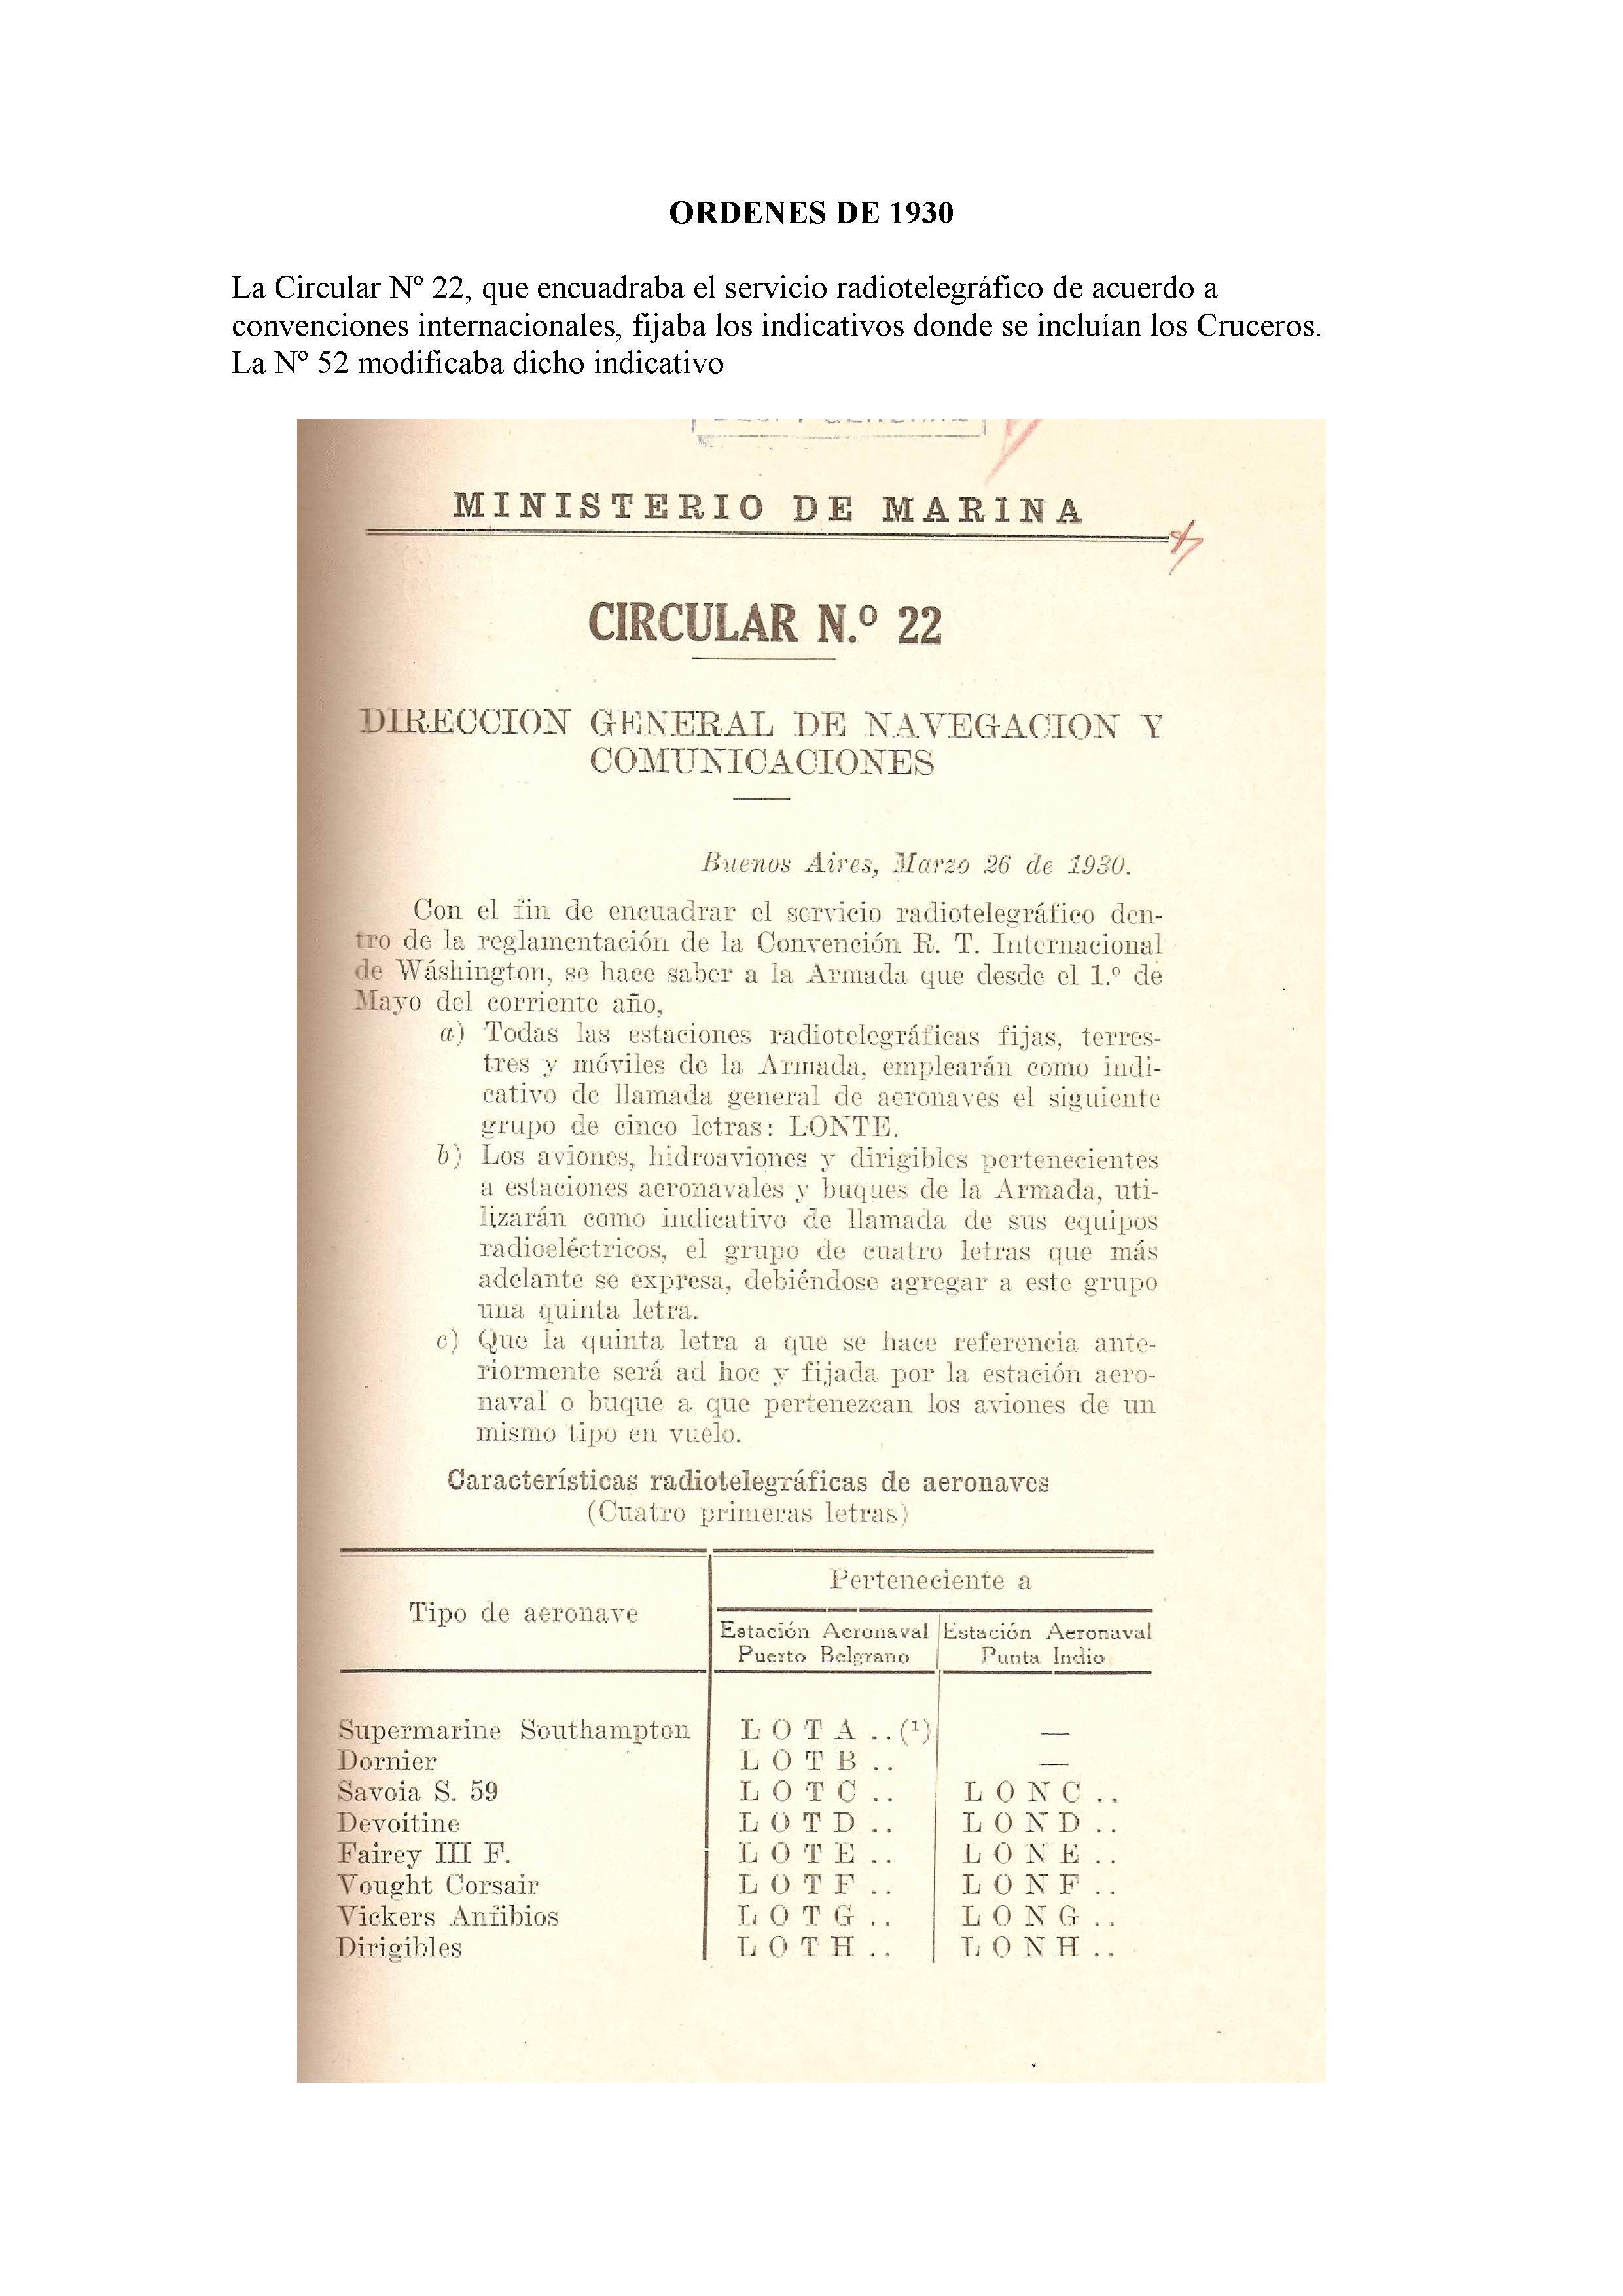 ORDENES DE 1930
La Circular Nº 22, que encuadraba el servicio radiotelegráfico de acuerdo a
convenciones internacionales, fijaba los indicativos donde se incluían los Cruceros.
La Nº 52 modificaba dicho indicativo
MINISTERIO DE MARINA
CIRCULAR N.º 22
DIRECCION GENERAL DE NAVEGACION Y
COMUNICACIONES
Buenos Aires, Marzo 26 de 1930.
Con el fin de encuadrar el servicio radiotelegráfico den-
tro de la reglamentación de la Convención R. T. Internacional
de Wáshington, se hace saber a la Armada que desde el 1.º de
Mayo del corriente año,
a) Todas las estaciones radiotelegráficas fijas, terres-
tres y móviles de la Armada, emplearán como indi-
cativo de llamada general de aeronaves el siguiente
grupo de cinco letras: LONTE.
b) Los aviones, hidroaviones y dirigibles pertenecientes
a estaciones aeronavales y buques de la Armada, uti-
lizarán como indicativo de llamada de sus equipos
radioeléctricos, el grupo de cuatro letras que más
adelante se expresa, debiéndose agregar a este grupo
una quinta letra.
c) Que la quinta letra a que se hace referencia ante-
riormente será ad hoc y fijada por la estación aero-
naval o buque a que pertenezcan los aviones de un
mismo tipo en vuelo.
Características radiotelegráficas de aeronaves
(Cuatro primeras letras)
Tipo de aeronave
Perteneciente a
Estación Aeronaval Puerto Belgrano
Estación Aeronaval Punta Indio
Supermarine Southampton L O T A ..(¹) —
Dornier L O T B .. —
Savoia S. 59 L O T C .. L O N C ..
Devoitine L O T D .. L O N D ..
Fairey III F. L O T E .. L O N E ..
Vought Corsair L O T F .. L O N F ..
Vickers Anfibios L O T G .. L O N G ..
Dirigibles L O T H .. L O N H ..